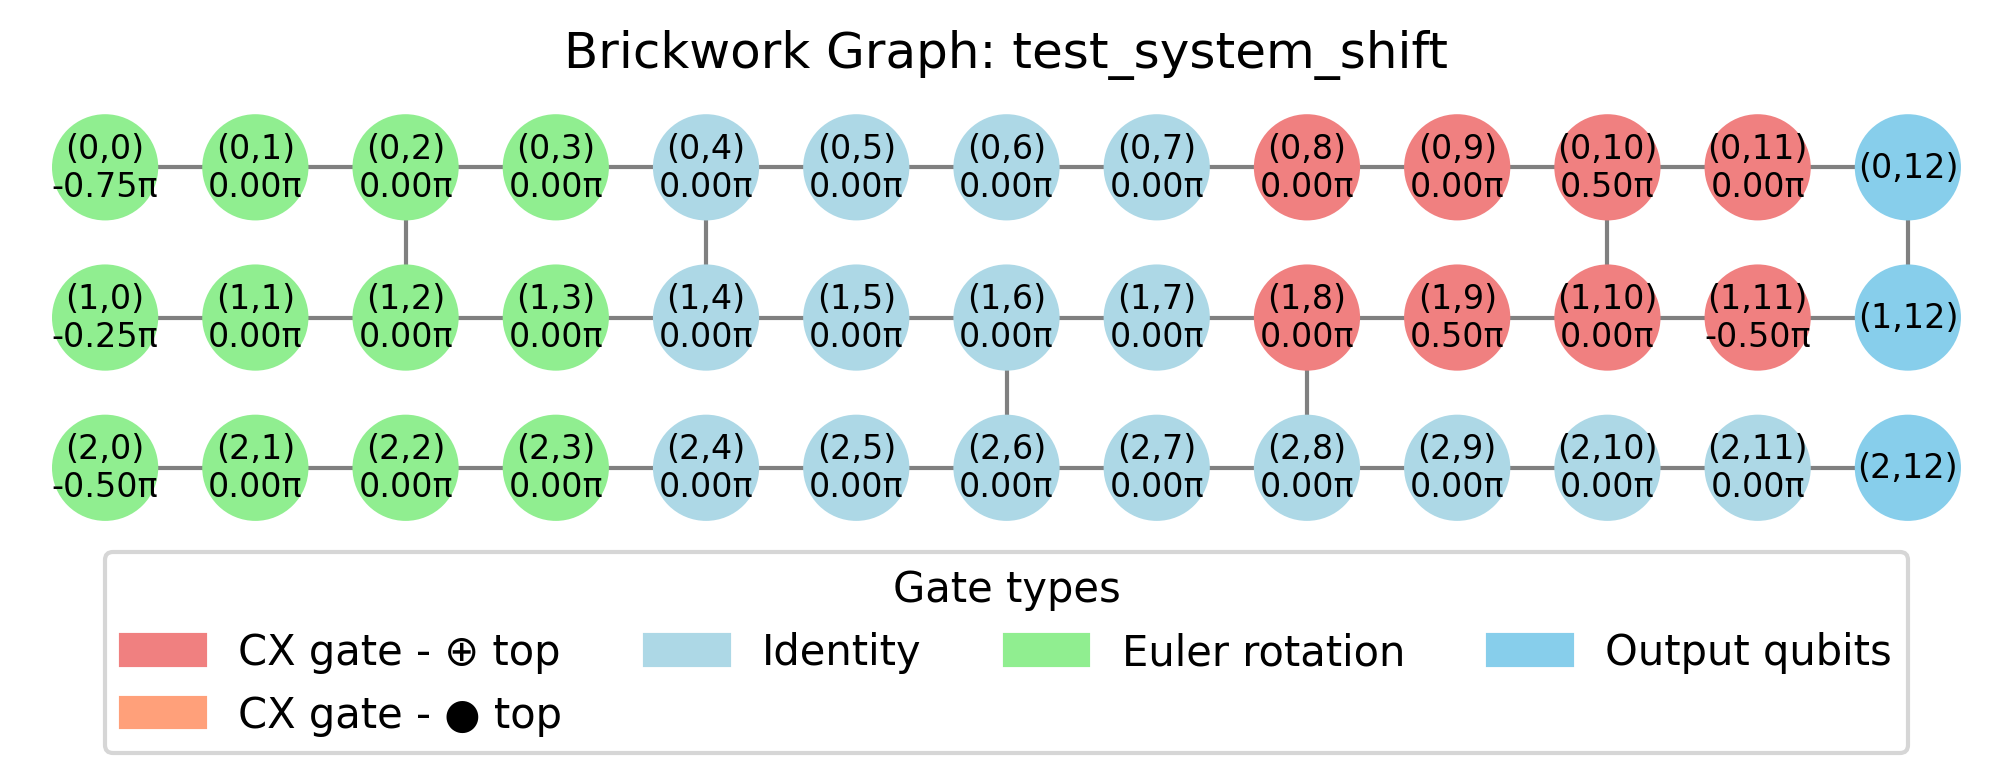 Brickwork Graph: test_system_shift
(0,0) (0,1) (0,2) (0,3) (0,4) (0,5) (0,6) (0,7) (0,8) (0,9) (0,10) (0,11) (0,12)
-0.75π 0.00π 0.00π 0.00π 0.00π 0.00π 0.00π 0.00π 0.00π 0.00π 0.50π 0.00π
(1,0) (1,1) (1,2) (1,3) (1,4) (1,5) (1,6) (1,7) (1,8) (1,9) (1,10) (1,11) (1,12)
-0.25π 0.00π 0.00π 0.00π 0.00π 0.00π 0.00π 0.00π 0.00π 0.50π 0.00π -0.50π
(2,0) (2,1) (2,2) (2,3) (2,4) (2,5) (2,6) (2,7) (2,8) (2,9) (2,10) (2,11) (2,12)
-0.50π 0.00π 0.00π 0.00π 0.00π 0.00π 0.00π 0.00π 0.00π 0.00π 0.00π 0.00π
Gate types
CX gate - ⊕ top Identity Euler rotation Output qubits
CX gate - ● top